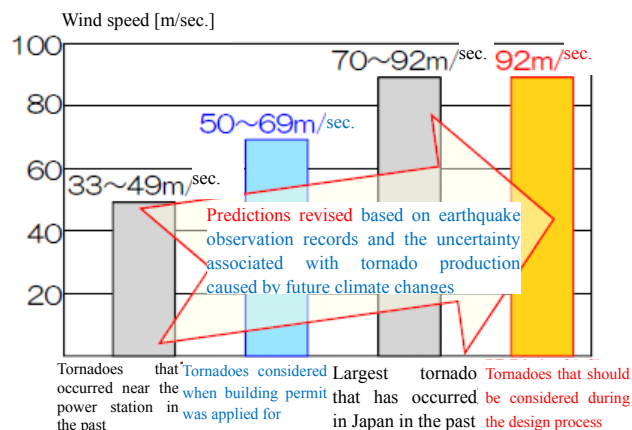 Wind speed [m/sec.]
100
80
60
40
20
33～49m/sec.
50～69m/sec.
70～92m/sec.
92m/sec.
Predictions revised based on earthquake
observation records and the uncertainty
associated with tornado production
caused by future climate changes
Tornadoes that
occurred near the
power station in
the past
Tornadoes considered
when building permit
was applied for
Largest tornado
that has occurred
in Japan in the past
Tornadoes that should
be considered during
the design process